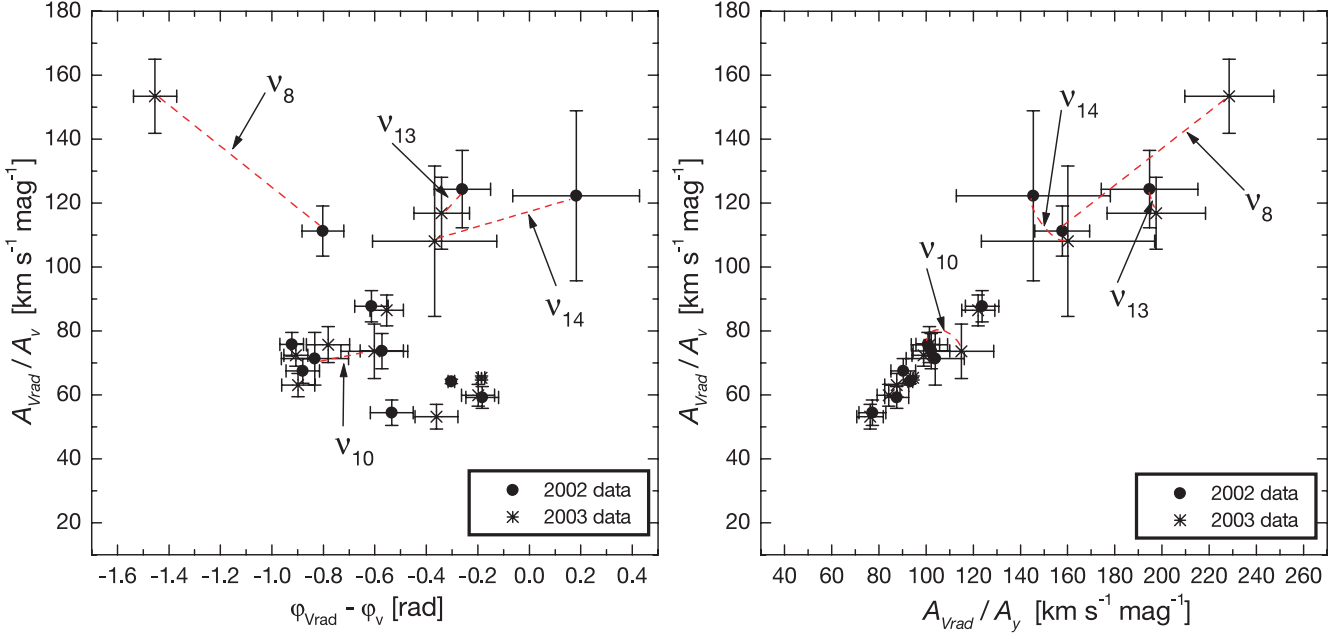 180
160
140
120
100
80
60
40
20
A_Vrad / A_v [km s⁻¹ mag⁻¹]
-1.6 -1.4 -1.2 -1.0 -0.8 -0.6 -0.4 -0.2 0.0 0.2 0.4
φ_Vrad - φ_v [rad]
ν₈
ν₁₃
ν₁₄
ν₁₀
2002 data
2003 data
180
160
140
120
100
80
60
40
20
A_Vrad / A_v [km s⁻¹ mag⁻¹]
40 60 80 100 120 140 160 180 200 220 240 260
A_Vrad / A_y [km s⁻¹ mag⁻¹]
ν₁₄
ν₈
ν₁₃
ν₁₀
2002 data
2003 data